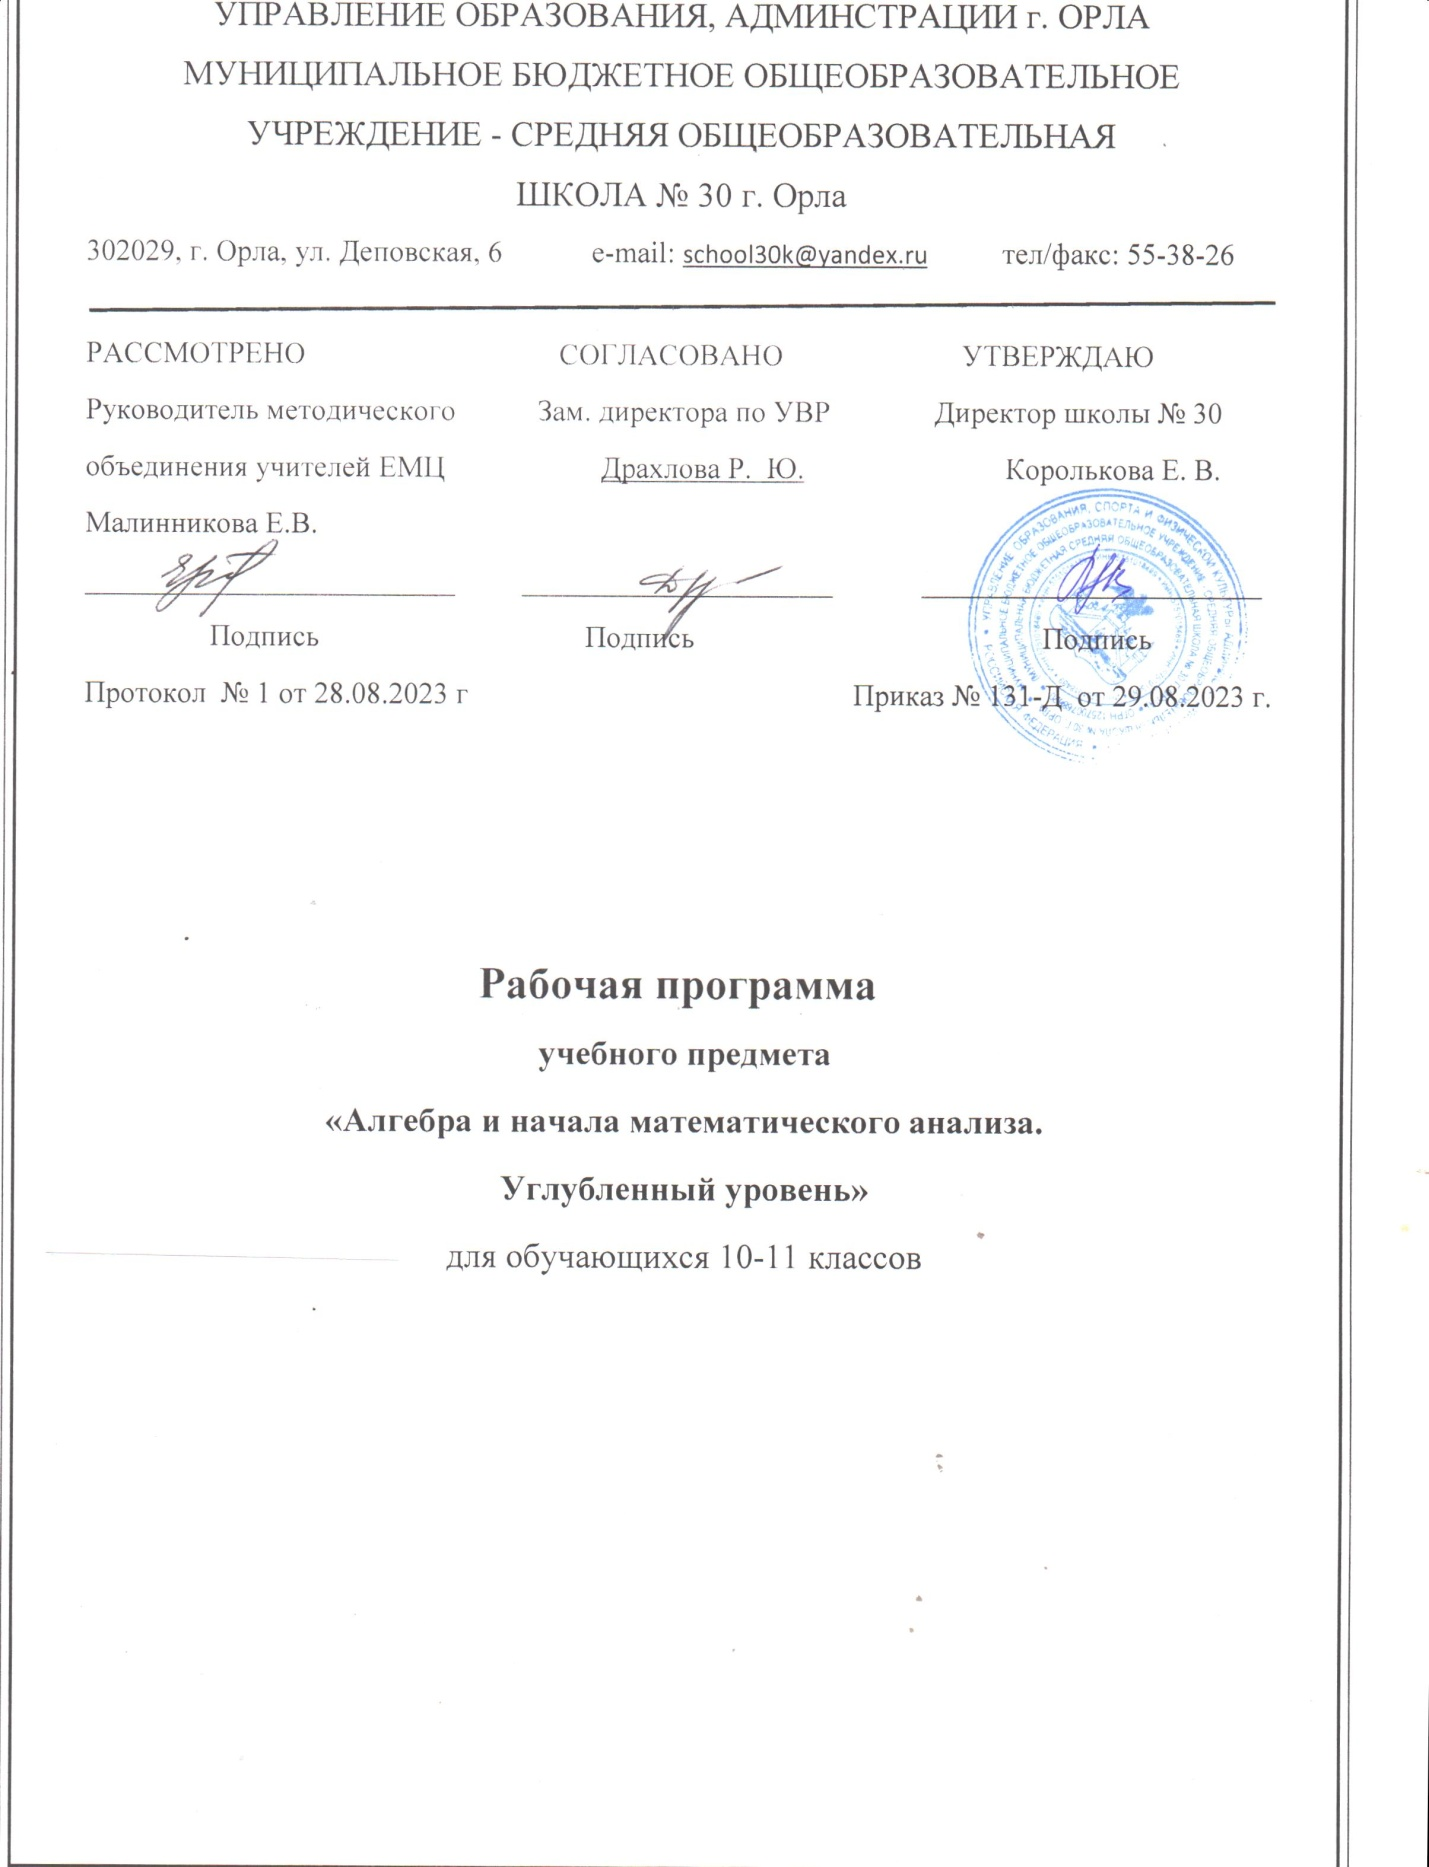 УПРАВЛЕНИЕ ОБРАЗОВАНИЯ, АДМИНСТРАЦИИ г. ОРЛА
МУНИЦИПАЛЬНОЕ БЮДЖЕТНОЕ ОБЩЕОБРАЗОВАТЕЛЬНОЕ
УЧРЕЖДЕНИЕ - СРЕДНЯЯ ОБЩЕОБРАЗОВАТЕЛЬНАЯ
ШКОЛА № 30 г. Орла
302029, г. Орла, ул. Деповская, 6 e-mail: school30k@yandex.ru тел/факс: 55-38-26
РАССМОТРЕНО СОГЛАСОВАНО УТВЕРЖДАЮ
Руководитель методического Зам. директора по УВР Директор школы № 30
объединения учителей ЕМЦ Драхлова Р. Ю. Королькова Е. В.
Малинникова Е.В.
Подпись Подпись Подпись
Протокол № 1 от 28.08.2023 г Приказ № 131-Д от 29.08.2023 г.
Рабочая программа
учебного предмета
«Алгебра и начала математического анализа.
Углубленный уровень»
для обучающихся 10-11 классов